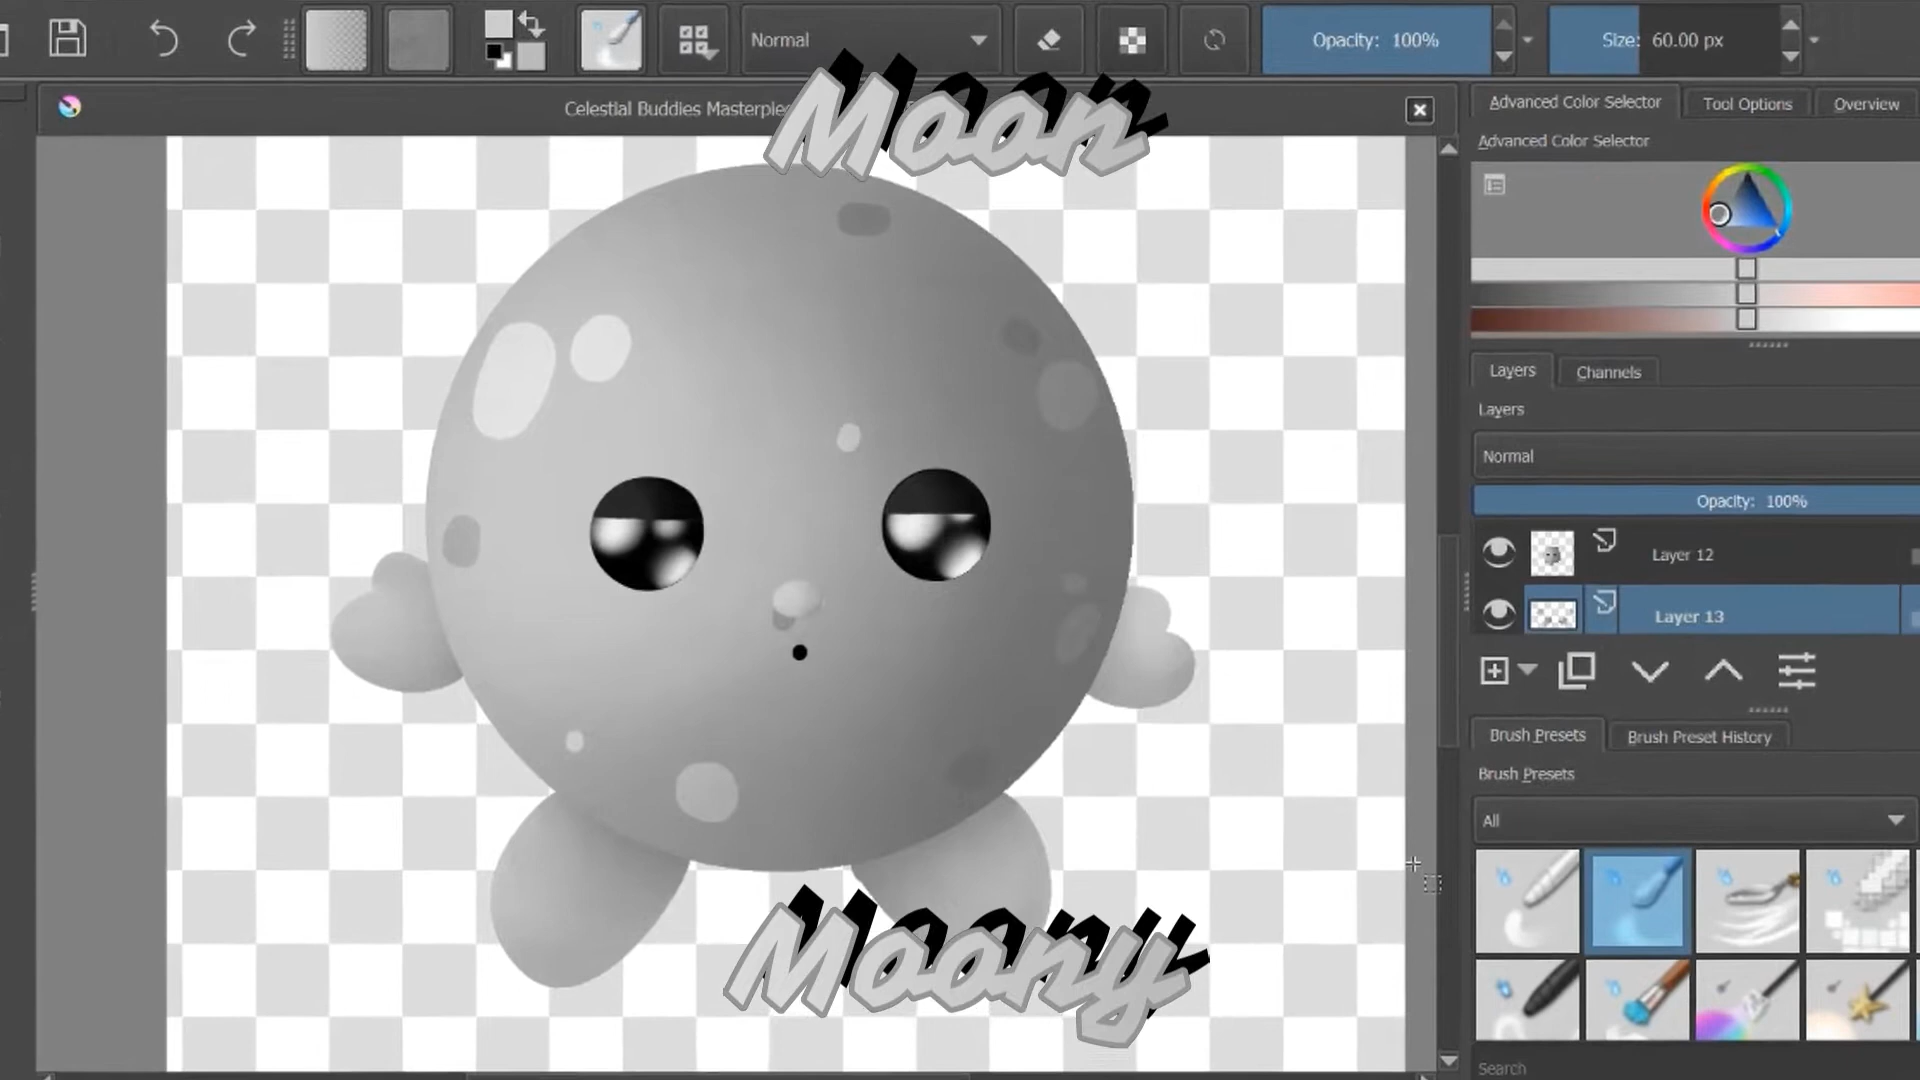 Normal
Opacity: 100%
Size: 60.00 px
Moon
Celestial Buddies
Advanced Color Selector
Tool Options
Overview
Advanced Color Selector
Layers
Channels
Layers
Normal
Opacity: 100%
Layer 12
Layer 13
Brush Presets
Brush Preset History
Brush Presets
All
Moony
Search